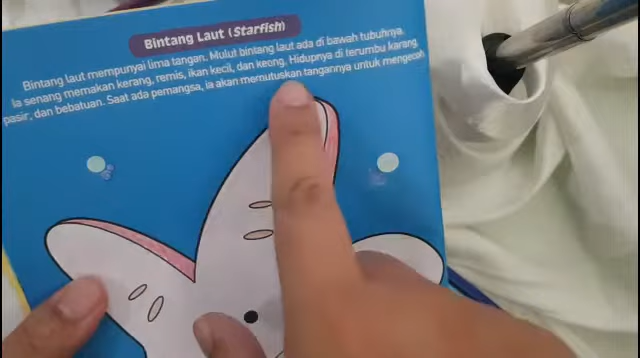 Bintang Laut (Starfish)
Bintang laut mempunyai lima tangan. Mulut bintang laut ada di bawah tubuhnya.
Ia senang memakan kerang, remis, ikan kecil, dan keong. Hidupnya di terumbu karang,
pasir, dan bebatuan. Saat ada pemangsa, ia akan memutuskan tangannya untuk mengecoh